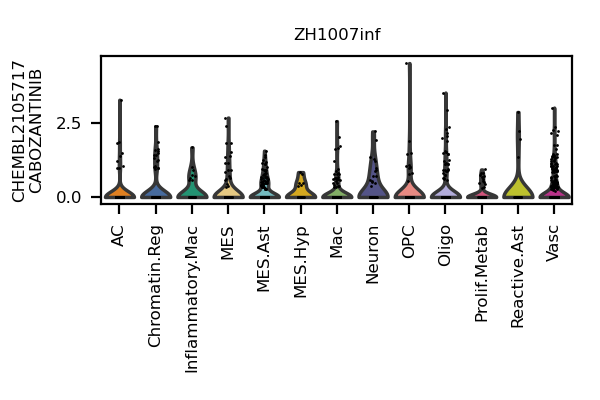 ZH1007inf
CHEMBL2105717
CABOZANTINIB
2.5
0.0
AC
Chromatin.Reg
Inflammatory.Mac
MES
MES.Ast
MES.Hyp
Mac
Neuron
OPC
Oligo
Prolif.Metab
Reactive.Ast
Vasc